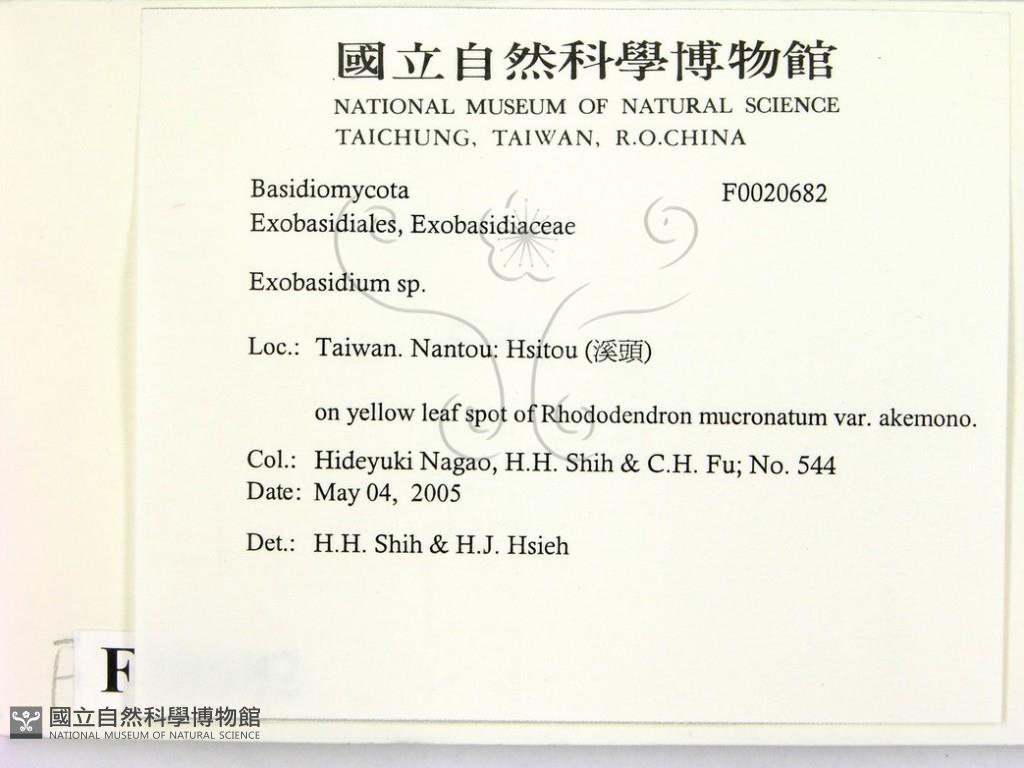 國立自然科學博物館
NATIONAL MUSEUM OF NATURAL SCIENCE
TAICHUNG, TAIWAN, R.O.CHINA
Basidiomycota F0020682
Exobasidiales, Exobasidiaceae
Exobasidium sp.
Loc.: Taiwan. Nantou: Hsitou (溪頭)
on yellow leaf spot of Rhododendron mucronatum var. akemono.
Col.: Hideyuki Nagao, H.H. Shih & C.H. Fu; No. 544
Date: May 04, 2005
Det.: H.H. Shih & H.J. Hsieh
F
國立自然科學博物館
NATIONAL MUSEUM OF NATURAL SCIENCE